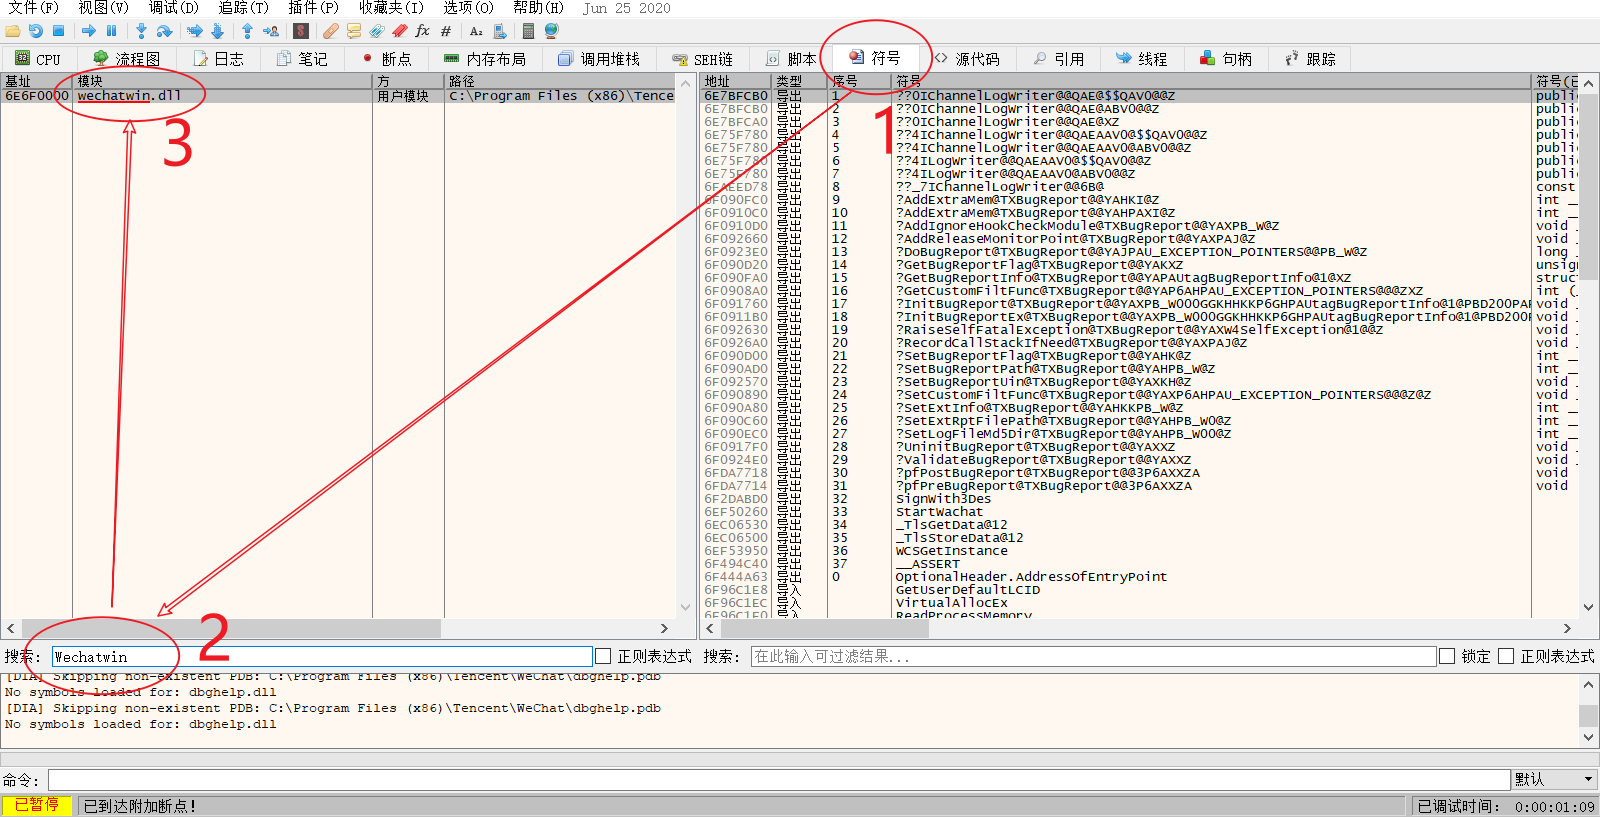 文件(F) 视图(V) 调试(D) 追踪(T) 插件(P) 收藏夹(I) 选项(O) 帮助(H) Jun 25 2020
CPU 流程图 日志 笔记 断点 内存布局 调用堆栈 SEH链 脚本 符号 源代码 引用 线程 句柄 跟踪
基址 模块 方 路径
6E6F0000 wechatwin.dll 用户模块 C:\Program Files (x86)\Tence
地址 类型 序号 符号 符号(已
6E7BFCB0 导出 1 ??0IChannelLogWriter@@QAE@$$QAV0@@Z public
6E7BFCB0 导出 2 ??0IChannelLogWriter@@QAE@ABV0@@Z public
6E7BFCA0 导出 3 ??0IChannelLogWriter@@QAE@XZ public
6E75F780 导出 4 ??4IChannelLogWriter@@QAEAAV0@$$QAV0@@Z public
6E75F780 导出 5 ??4IChannelLogWriter@@QAEAAV0@ABV0@@Z public
6E75F780 导出 6 ??4ILogWriter@@QAEAAV0@$$QAV0@@Z public
6E75F780 导出 7 ??4ILogWriter@@QAEAAV0@ABV0@@Z public
6FAEED78 导出 8 ??_7IChannelLogWriter@@6B@ const
6F090FC0 导出 9 ?AddExtraMem@TXBugReport@@YAHKI@Z int _
6F0910C0 导出 10 ?AddExtraMem@TXBugReport@@YAHPAXI@Z int _
6F0910D0 导出 11 ?AddIgnoreHookCheckModule@TXBugReport@@YAXPB_W@Z void _
6F092660 导出 12 ?AddReleaseMonitorPoint@TXBugReport@@YAXPAJ@Z void _
6F0923E0 导出 13 ?DoBugReport@TXBugReport@@YAJPAU_EXCEPTION_POINTERS@@PB_W@Z long _
6F090D20 导出 14 ?GetBugReportFlag@TXBugReport@@YAKXZ unsig
6F090FA0 导出 15 ?GetBugReportInfo@TXBugReport@@YAPAUtagBugReportInfo@1@XZ struc
6F0908A0 导出 16 ?GetCustomFiltFunc@TXBugReport@@YAP6AHPAU_EXCEPTION_POINTERS@@@ZXZ int (_
6F091760 导出 17 ?InitBugReport@TXBugReport@@YAXPB_W000GGKHHKKP6GHPAUtagBugReportInfo@1@PBD200PAP void _
6F0911B0 导出 18 ?InitBugReportEx@TXBugReport@@YAXPB_W000GGKHHKKP6GHPAUtagBugReportInfo@1@PBD200P void _
6F092630 导出 19 ?RaiseSelfFatalException@TXBugReport@@YAXW4SelfException@1@@Z void _
6F0926A0 导出 20 ?RecordCallStackIfNeed@TXBugReport@@YAXPAJ@Z void _
6F090D00 导出 21 ?SetBugReportFlag@TXBugReport@@YAHK@Z int _
6F090AD0 导出 22 ?SetBugReportPath@TXBugReport@@YAHPB_W@Z int _
6F092570 导出 23 ?SetBugReportUin@TXBugReport@@YAXKH@Z void _
6F090890 导出 24 ?SetCustomFiltFunc@TXBugReport@@YAXP6AHPAU_EXCEPTION_POINTERS@@@Z@Z void _
6F090A80 导出 25 ?SetExtInfo@TXBugReport@@YAHKKPB_W@Z int _
6F090C60 导出 26 ?SetExtRptFilePath@TXBugReport@@YAHPB_W0@Z int _
6F090EC0 导出 27 ?SetLogFileMd5Dir@TXBugReport@@YAHPB_W00@Z int _
6F0917F0 导出 28 ?UninitBugReport@TXBugReport@@YAXXZ void _
6F0924E0 导出 29 ?ValidateBugReport@TXBugReport@@YAXXZ void _
6FDA7718 导出 30 ?pfPostBugReport@TXBugReport@@3P6AXXZA void
6FDA7714 导出 31 ?pfPreBugReport@TXBugReport@@3P6AXXZA void
6F2DABD0 导出 32 SignWith3Des
6EF50260 导出 33 StartWachat
6EC06530 导出 34 _TlsGetData@12
6EC06500 导出 35 _TlsStoreData@12
6EF53950 导出 36 WCSGetInstance
6F494C40 导出 37 __ASSERT
6F444A63 导出 0 OptionalHeader.AddressOfEntryPoint
6F96C1E8 导入 GetUserDefaultLCID
6F96C1EC 导入 VirtualAllocEx
6F96C1F0 导入 ReadProcessMemory
1
2
3
搜索: Wechatwin 正则表达式 搜索: 在此输入可过滤结果... 锁定 正则表达式
[DIA] Skipping non-existent PDB: C:\Program Files (x86)\Tencent\WeChat\dbghelp.pdb
No symbols loaded for: dbghelp.dll
[DIA] Skipping non-existent PDB: C:\Program Files (x86)\Tencent\WeChat\dbghelp.pdb
No symbols loaded for: dbghelp.dll
命令: 默认
已暂停 已到达附加断点! 已调试时间: 0:00:01:09